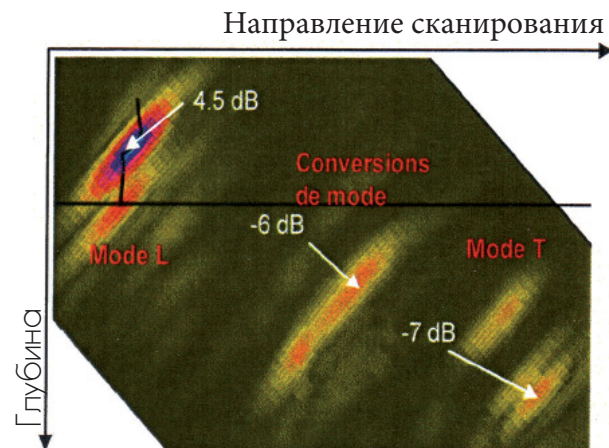 Направление сканирования
4.5 dB
Conversions
de mode
-6 dB
Mode L
Mode T
-7 dB
Глубина